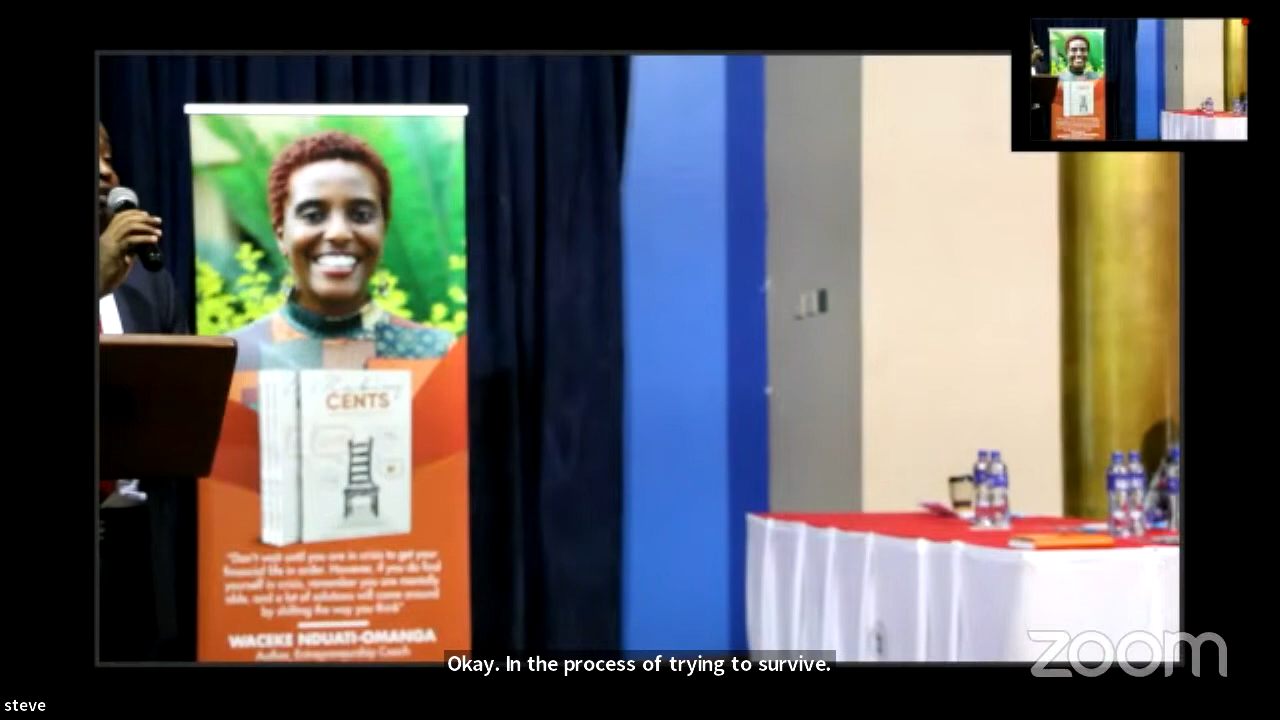 CENTS
"Don't wait until you are in crisis to get your
financial life in order. However, if you do find
yourself in crisis, remember you are mentally
able, and a lot of solutions will come around
by shifting the way you think"
WACEKE NDUATI-OMANGA
Author, Entrepreneurship Coach
Okay. In the process of trying to survive.
zoom
steve